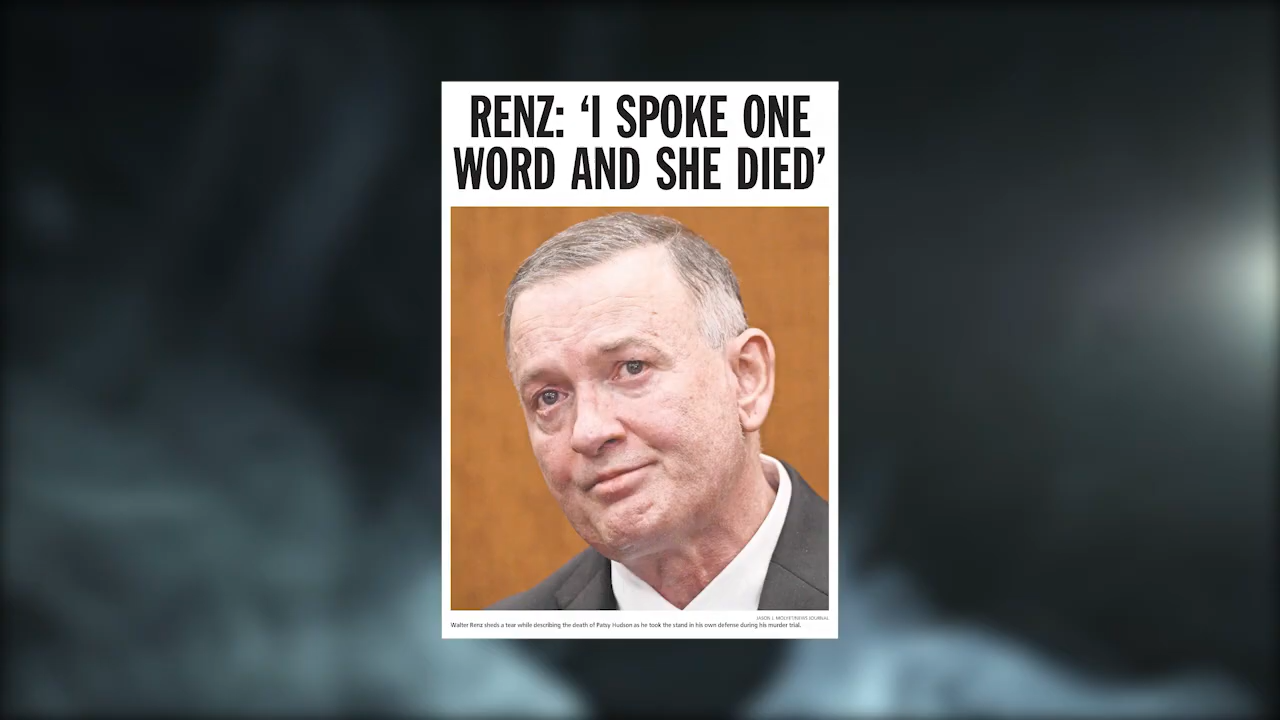 RENZ: ‘I SPOKE ONE
WORD AND SHE DIED’
JASON J. MOLYET/NEWS JOURNAL
Walter Renz sheds a tear while describing the death of Patsy Hudson as he took the stand in his own defense during his murder trial.